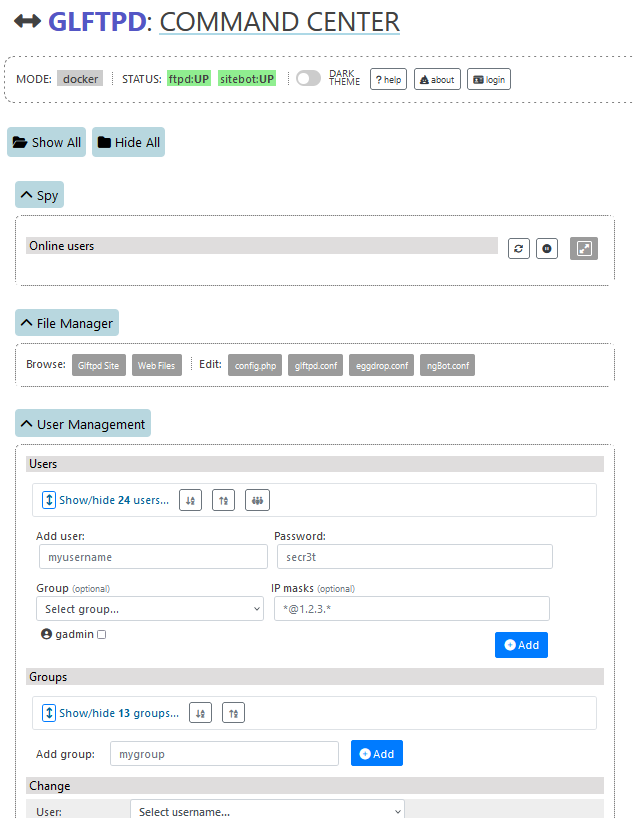 GLFTPD: COMMAND CENTER
MODE: docker STATUS: ftpd:UP sitebot:UP DARK THEME ? help about login
Show All Hide All
Spy
Online users
File Manager
Browse: Glftpd Site Web Files Edit: config.php glftpd.conf eggdrop.conf ngBot.conf
User Management
Users
Show/hide 24 users...
Add user: Password:
myusername secr3t
Group (optional) IP masks (optional)
Select group... *@1.2.3.*
gadmin
Add
Groups
Show/hide 13 groups...
Add group: mygroup Add
Change
User: Select username...